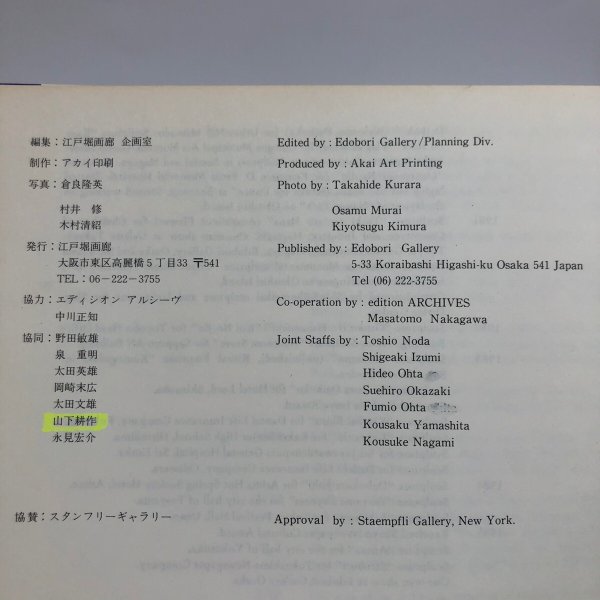 編集：江戸堀画廊 企画室 Edited by : Edobori Gallery/Planning Div.
制作：アカイ印刷 Produced by : Akai Art Printing
写真：倉良隆英 Photo by : Takahide Kurara
村井 修 Osamu Murai
木村清紹 Kiyotsugu Kimura
発行：江戸堀画廊 Published by : Edobori Gallery
大阪市東区高麗橋5丁目33 〒541 5-33 Koraibashi Higashi-ku Osaka 541 Japan
TEL：06-222-3755 Tel (06) 222-3755
協力：エディシオン アルシーヴ Co-operation by : edition ARCHIVES
中川正知 Masatomo Nakagawa
協同：野田敏雄 Joint Staffs by : Toshio Noda
泉 重明 Shigeaki Izumi
太田英雄 Hideo Ohta
岡崎末広 Suehiro Okazaki
太田文雄 Fumio Ohta
山下耕作 Kousaku Yamashita
永見宏介 Kousuke Nagami
協賛：スタンフリーギャラリー Approval by : Staempfli Gallery, New York.